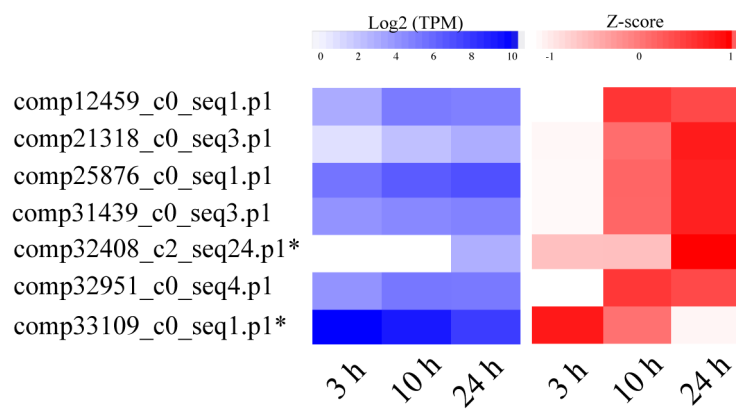 Log2 (TPM) Z-score
0 2 4 6 8 10 -1 0 1
comp12459_c0_seq1.p1
comp21318_c0_seq3.p1
comp25876_c0_seq1.p1
comp31439_c0_seq3.p1
comp32408_c2_seq24.p1*
comp32951_c0_seq4.p1
comp33109_c0_seq1.p1*
3 h 10 h 24 h 3 h 10 h 24 h